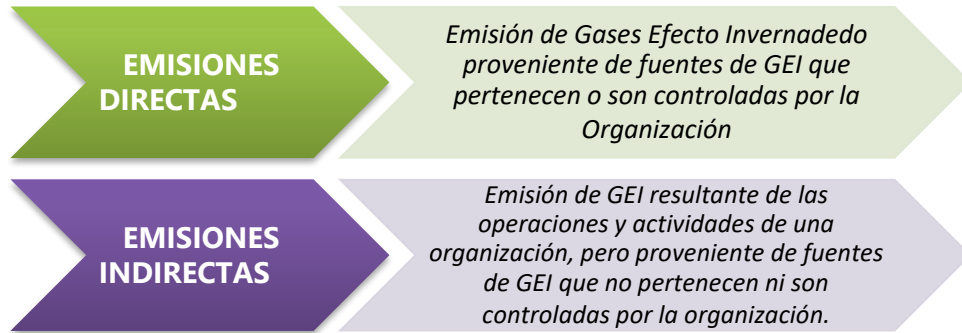 EMISIONES
DIRECTAS
Emisión de Gases Efecto Invernadedo
proveniente de fuentes de GEI que
pertenecen o son controladas por la
Organización
EMISIONES
INDIRECTAS
Emisión de GEI resultante de las
operaciones y actividades de una
organización, pero proveniente de fuentes
de GEI que no pertenecen ni son
controladas por la organización.